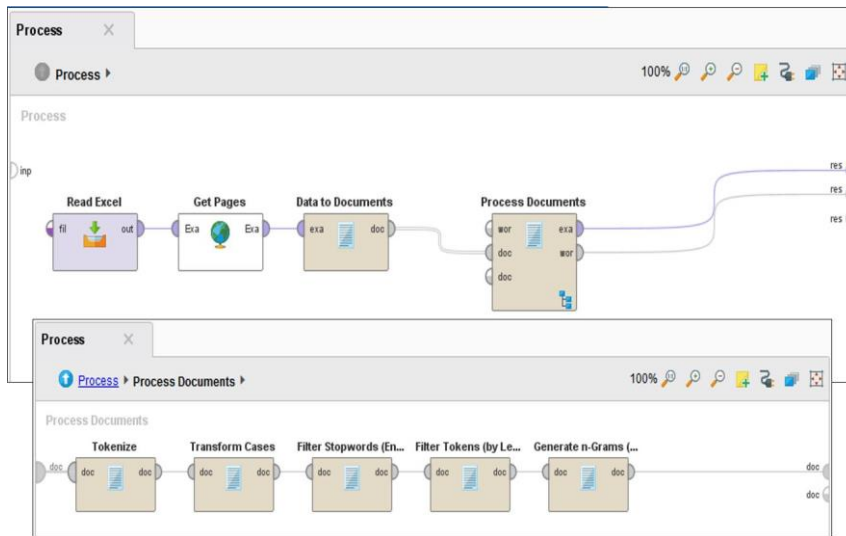 Process
Process
100%
Process
inp
res
res
res
Read Excel
Get Pages
Data to Documents
Process Documents
fil out
Exa Exa
exa doc
wor exa
doc wor
doc
Process
Process Process Documents
100%
Process Documents
Tokenize
Transform Cases
Filter Stopwords (En...
Filter Tokens (by Le...
Generate n-Grams (...
doc
doc doc
doc doc
doc doc
doc doc
doc doc
doc
doc